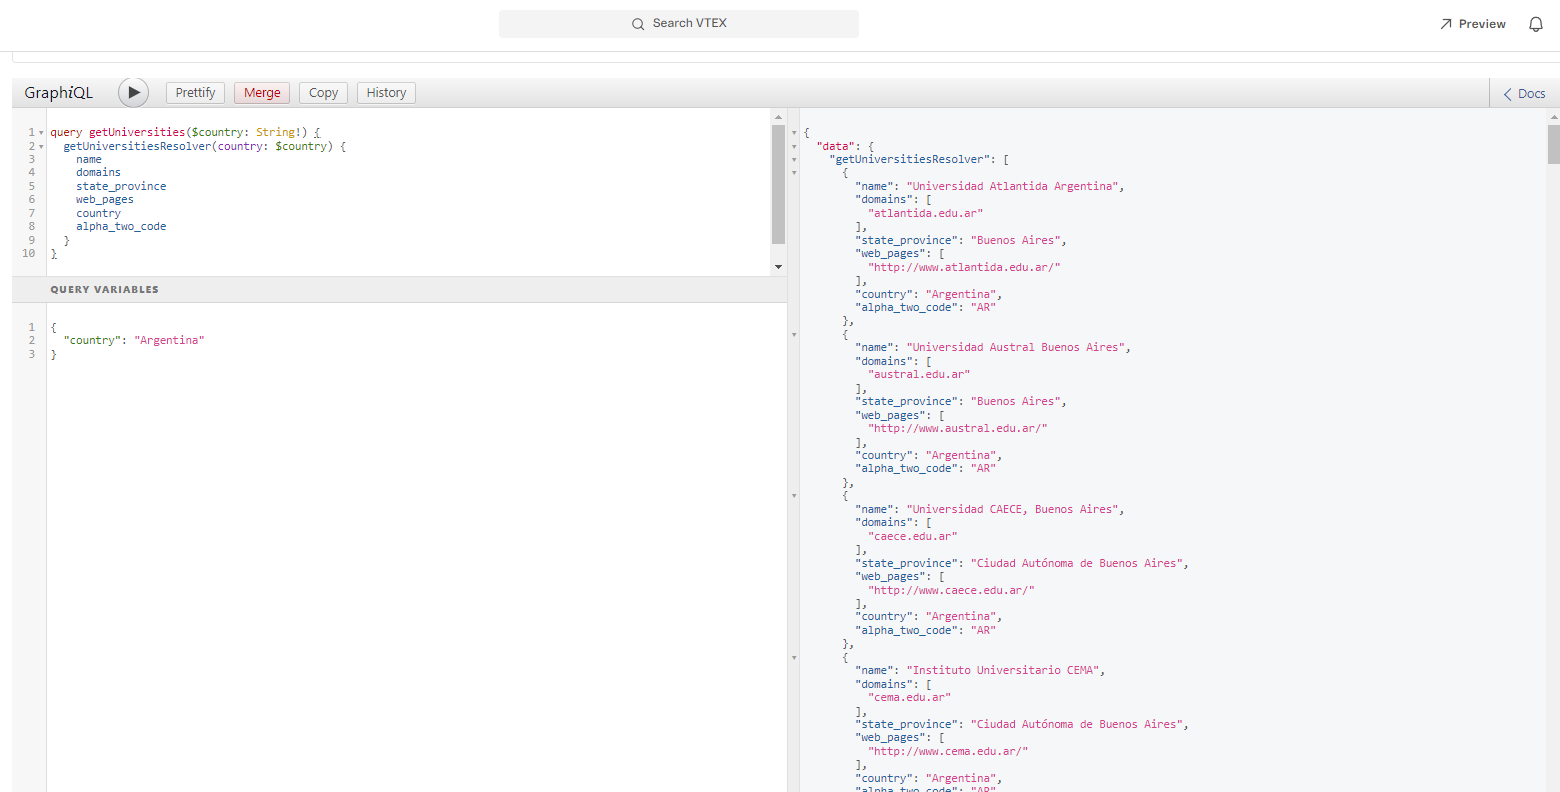 Search VTEX
Preview
GraphiQL
Prettify
Merge
Copy
History
Docs
1 query getUniversities($country: String!) {
2 getUniversitiesResolver(country: $country) {
3 name
4 domains
5 state_province
6 web_pages
7 country
8 alpha_two_code
9 }
10 }
QUERY VARIABLES
1 {
2 "country": "Argentina"
3 }
{
"data": {
"getUniversitiesResolver": [
{
"name": "Universidad Atlantida Argentina",
"domains": [
"atlantida.edu.ar"
],
"state_province": "Buenos Aires",
"web_pages": [
"http://www.atlantida.edu.ar/"
],
"country": "Argentina",
"alpha_two_code": "AR"
},
{
"name": "Universidad Austral Buenos Aires",
"domains": [
"austral.edu.ar"
],
"state_province": "Buenos Aires",
"web_pages": [
"http://www.austral.edu.ar/"
],
"country": "Argentina",
"alpha_two_code": "AR"
},
{
"name": "Universidad CAECE, Buenos Aires",
"domains": [
"caece.edu.ar"
],
"state_province": "Ciudad Autónoma de Buenos Aires",
"web_pages": [
"http://www.caece.edu.ar/"
],
"country": "Argentina",
"alpha_two_code": "AR"
},
{
"name": "Instituto Universitario CEMA",
"domains": [
"cema.edu.ar"
],
"state_province": "Ciudad Autónoma de Buenos Aires",
"web_pages": [
"http://www.cema.edu.ar/"
],
"country": "Argentina",
"alpha_two_code": "AR"